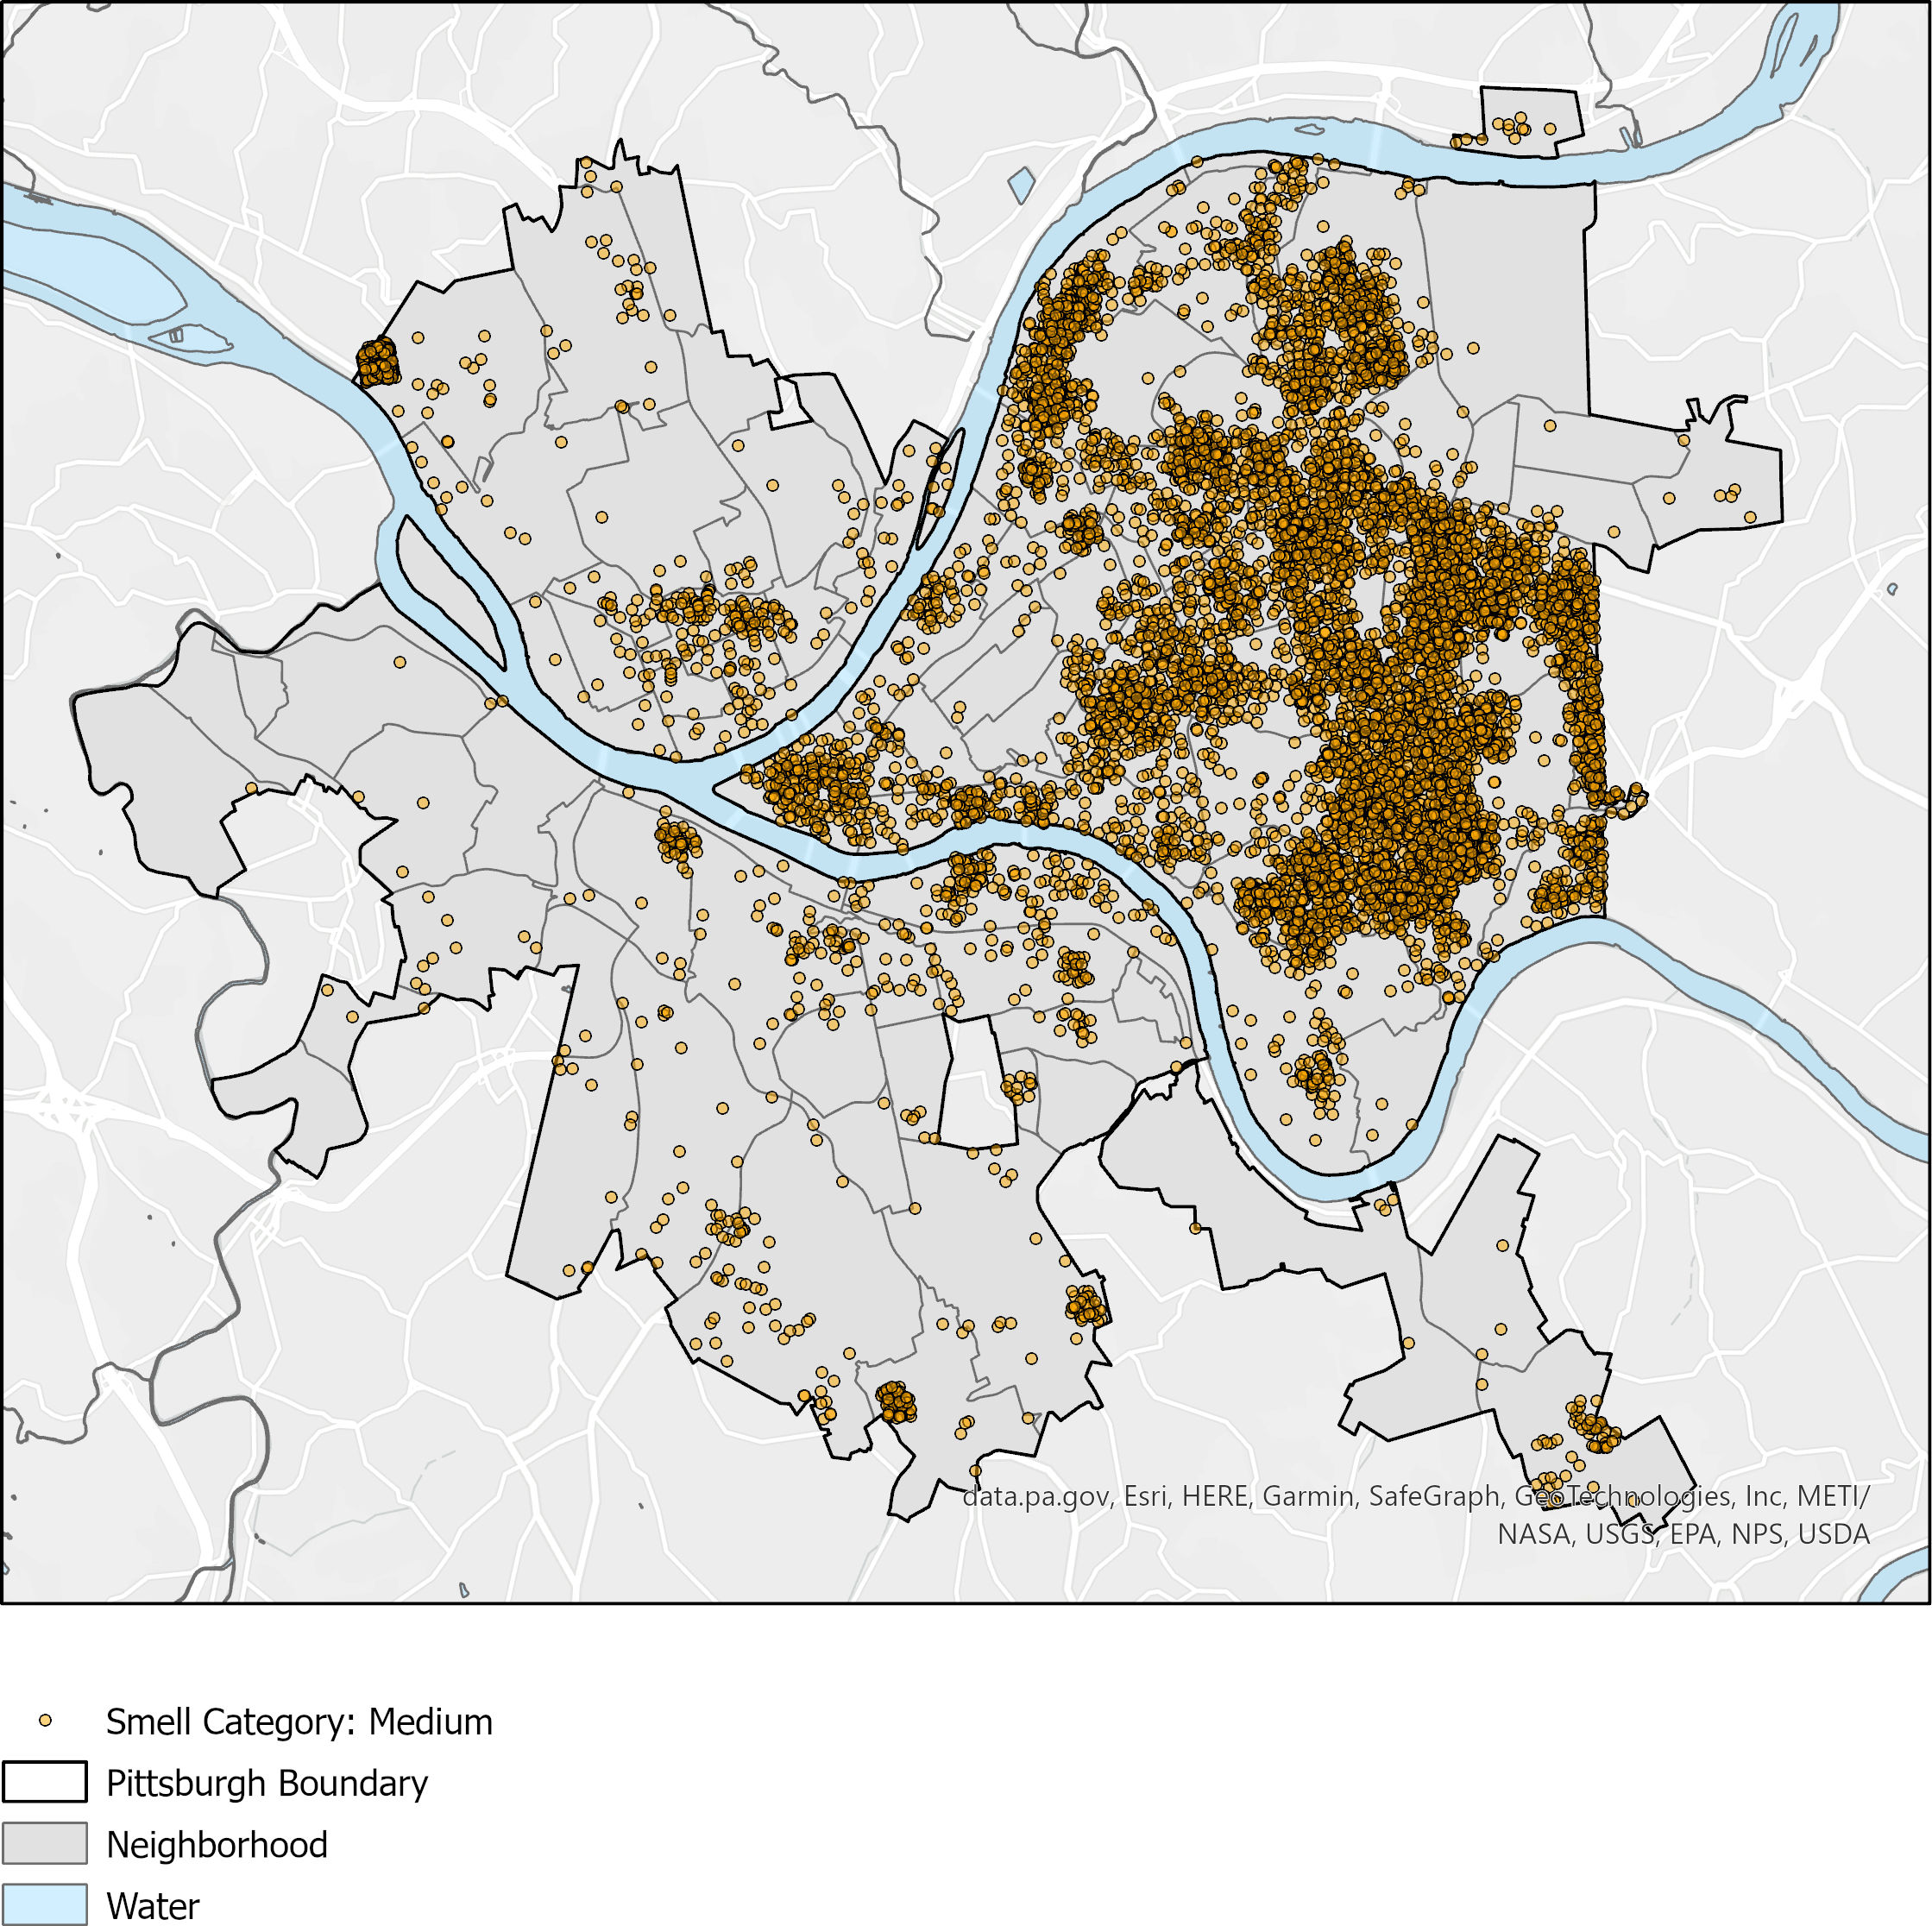 data.pa.gov, Esri, HERE, Garmin, SafeGraph, GeoTechnologies, Inc, METI/
NASA, USGS, EPA, NPS, USDA
Smell Category: Medium
Pittsburgh Boundary
Neighborhood
Water